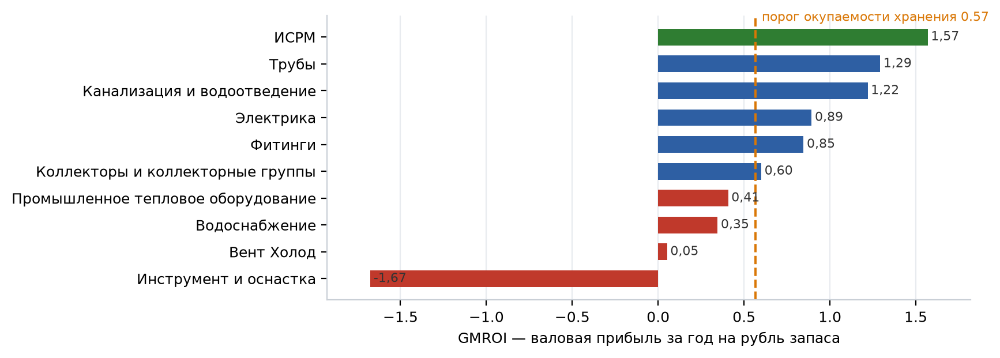 порог окупаемости хранения 0.57
ИСРМ 1,57
Трубы 1,29
Канализация и водоотведение 1,22
Электрика 0,89
Фитинги 0,85
Коллекторы и коллекторные группы 0,60
Промышленное тепловое оборудование 0,41
Водоснабжение 0,35
Вент Холод 0,05
Инструмент и оснастка -1,67
−1.5 −1.0 −0.5 0.0 0.5 1.0 1.5
GMROI — валовая прибыль за год на рубль запаса